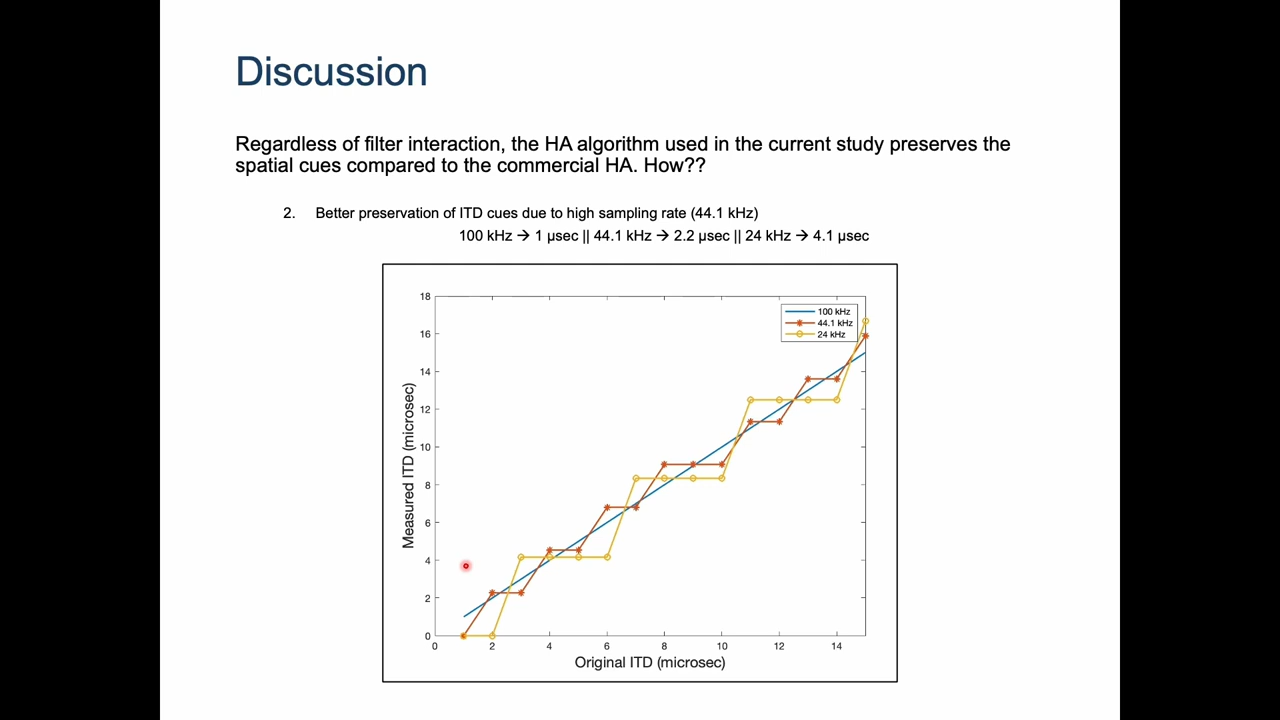 Discussion
Regardless of filter interaction, the HA algorithm used in the current study preserves the
spatial cues compared to the commercial HA. How??
2. Better preservation of ITD cues due to high sampling rate (44.1 kHz)
100 kHz → 1 μsec || 44.1 kHz → 2.2 μsec || 24 kHz → 4.1 μsec
18
16
14
12
10
8
6
4
2
0
Measured ITD (microsec)
100 kHz
44.1 kHz
24 kHz
0 2 4 6 8 10 12 14
Original ITD (microsec)